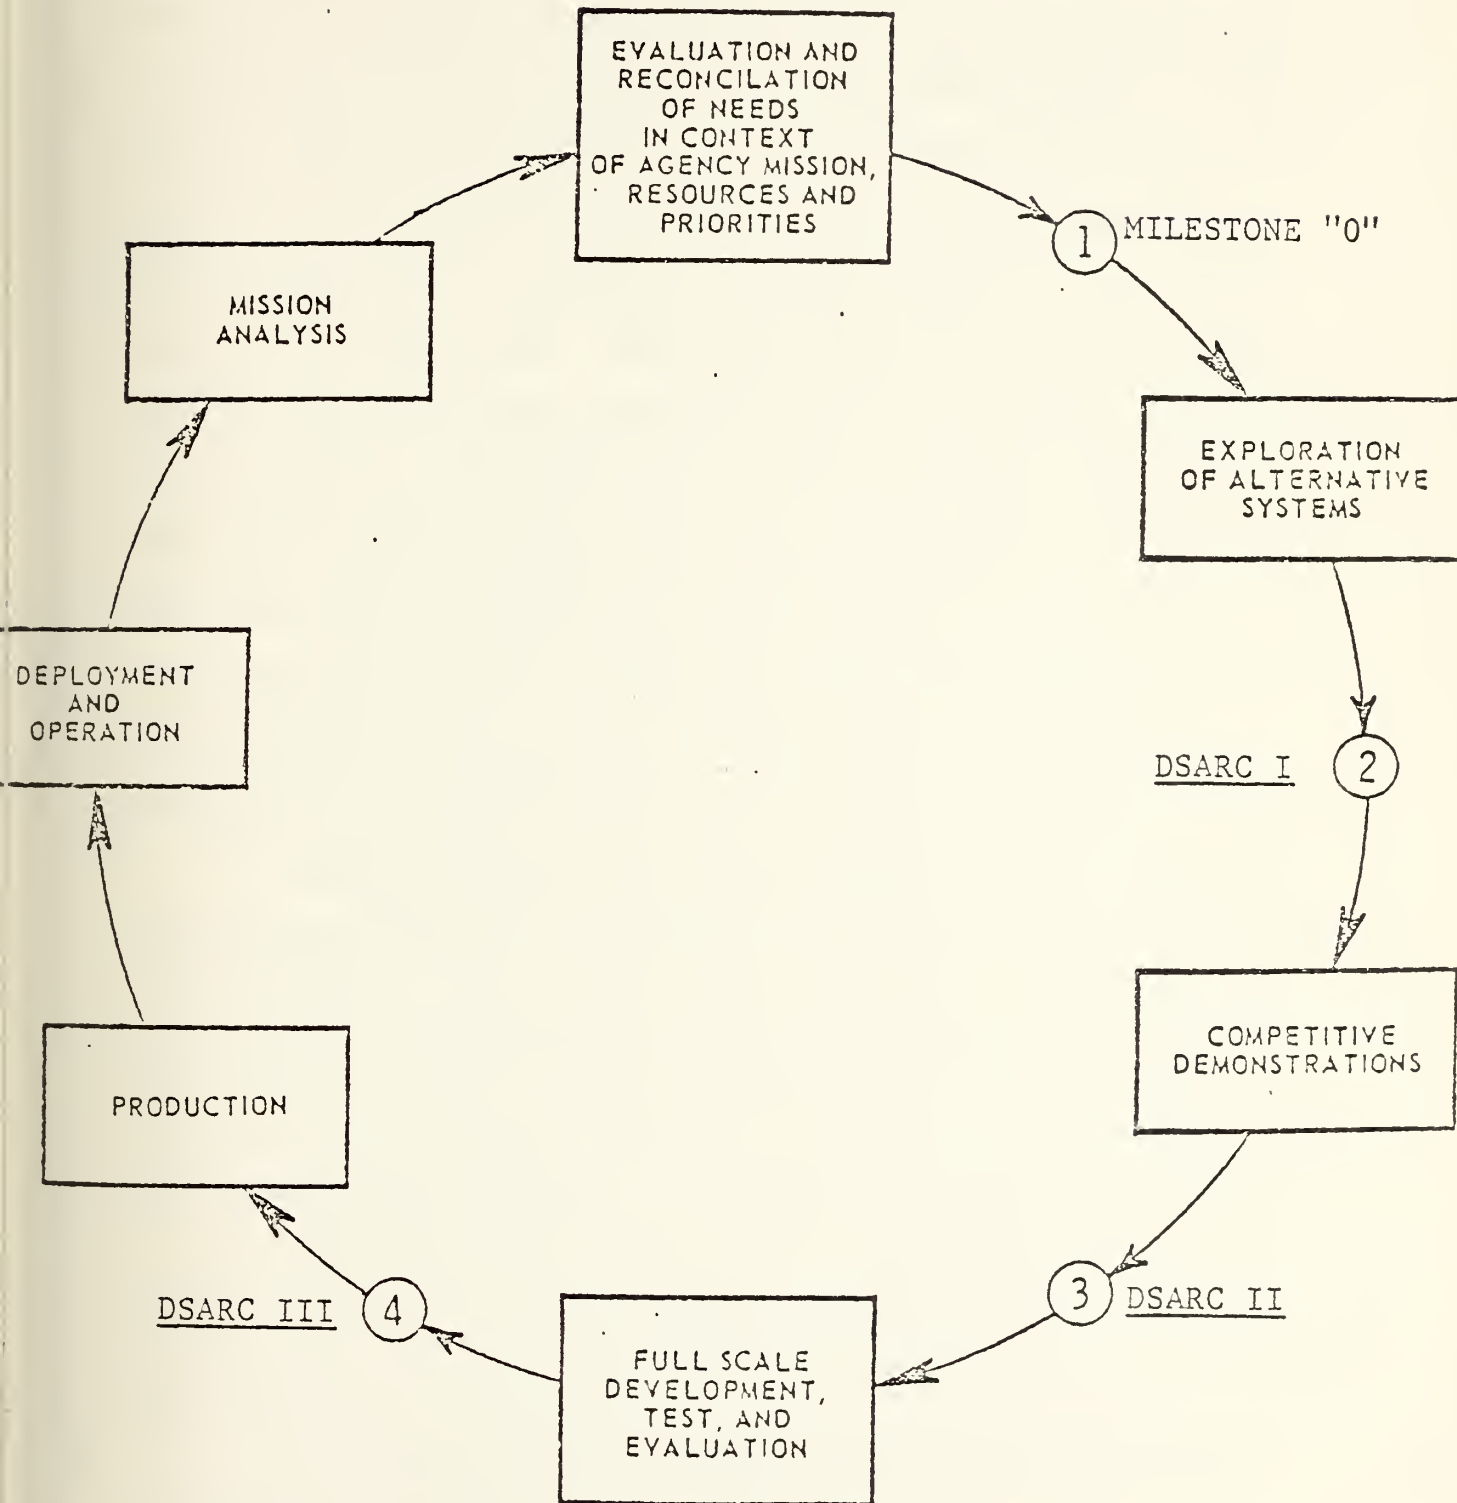 EVALUATION AND
RECONCILATION
OF NEEDS
IN CONTEXT
OF AGENCY MISSION,
RESOURCES AND
PRIORITIES
1
MILESTONE "0"
MISSION
ANALYSIS
EXPLORATION
OF ALTERNATIVE
SYSTEMS
DEPLOYMENT
AND
OPERATION
DSARC I
2
COMPETITIVE
DEMONSTRATIONS
PRODUCTION
3
DSARC II
DSARC III
4
FULL SCALE
DEVELOPMENT,
TEST, AND
EVALUATION